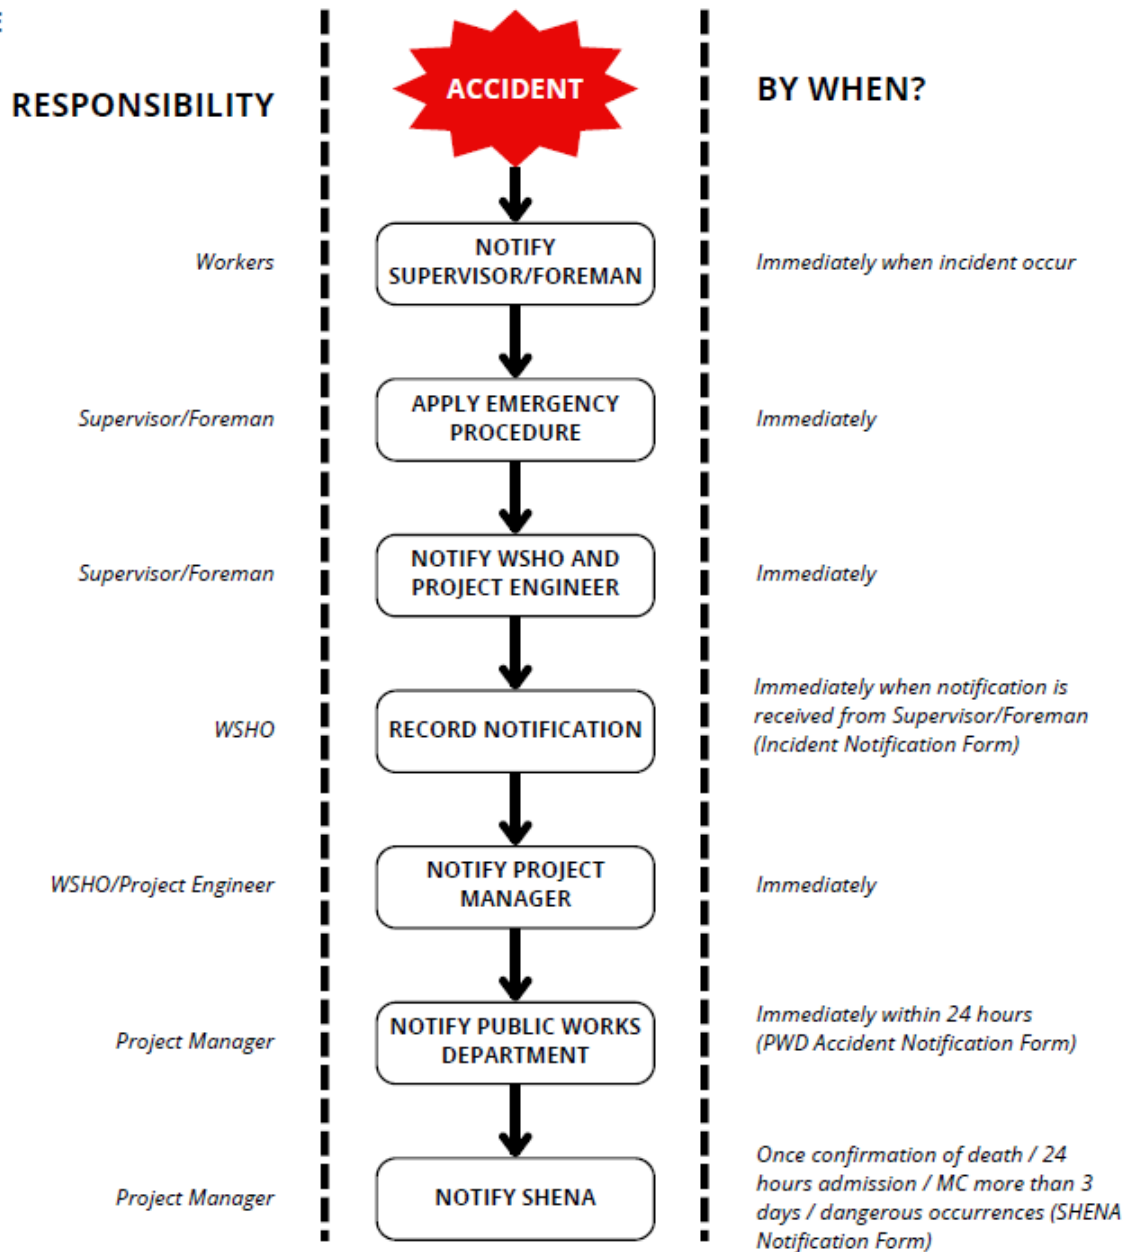 RESPONSIBILITY
ACCIDENT
BY WHEN?
Workers
NOTIFY
SUPERVISOR/FOREMAN
Immediately when incident occur
Supervisor/Foreman
APPLY EMERGENCY
PROCEDURE
Immediately
Supervisor/Foreman
NOTIFY WSHO AND
PROJECT ENGINEER
Immediately
WSHO
RECORD NOTIFICATION
Immediately when notification is
received from Supervisor/Foreman
(Incident Notification Form)
WSHO/Project Engineer
NOTIFY PROJECT
MANAGER
Immediately
Project Manager
NOTIFY PUBLIC WORKS
DEPARTMENT
Immediately within 24 hours
(PWD Accident Notification Form)
Project Manager
NOTIFY SHENA
Once confirmation of death / 24
hours admission / MC more than 3
days / dangerous occurrences (SHENA
Notification Form)